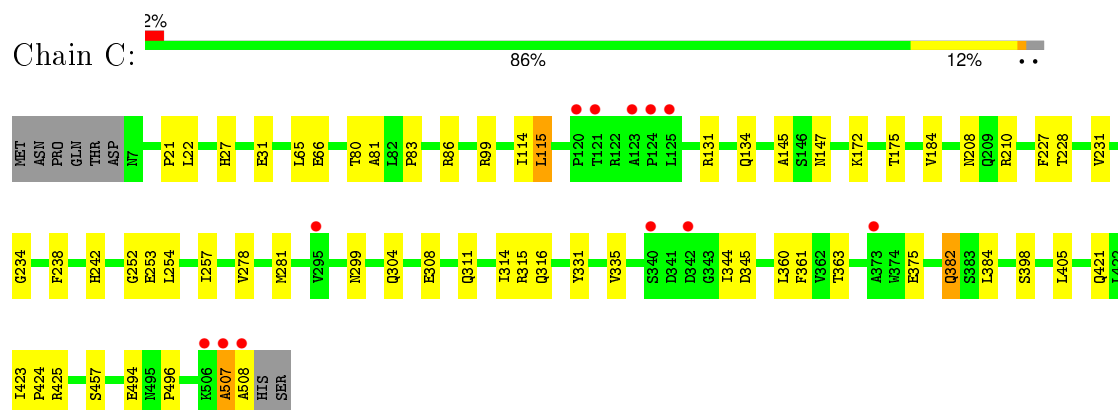 2%
Chain C:
86% 12% • •
MET ASN PRO GLN THR ASP N7 P21 L22 H27 E31 L65 E66 T80 A81 L82 P83 R86 R99 I114 L115 P120 T121 R122 A123 P124 L125 R131 Q134 A145 S146 N147 K172 T175 V184 N208 Q209 R210 F227 T228 V231
G234 F238 H242 G252 E253 L254 I257 V278 M281 V295 N299 Q304 E308 Q311 I314 R315 Q316 Y331 V335 S340 D341 D342 G343 I344 D345 L360 F361 V362 T363 A373 W374 E375 Q382 S383 L384 S398 L405 Q421
I423 P424 R425 S457 E494 N495 P496 K506 A507 A508 HIS SER